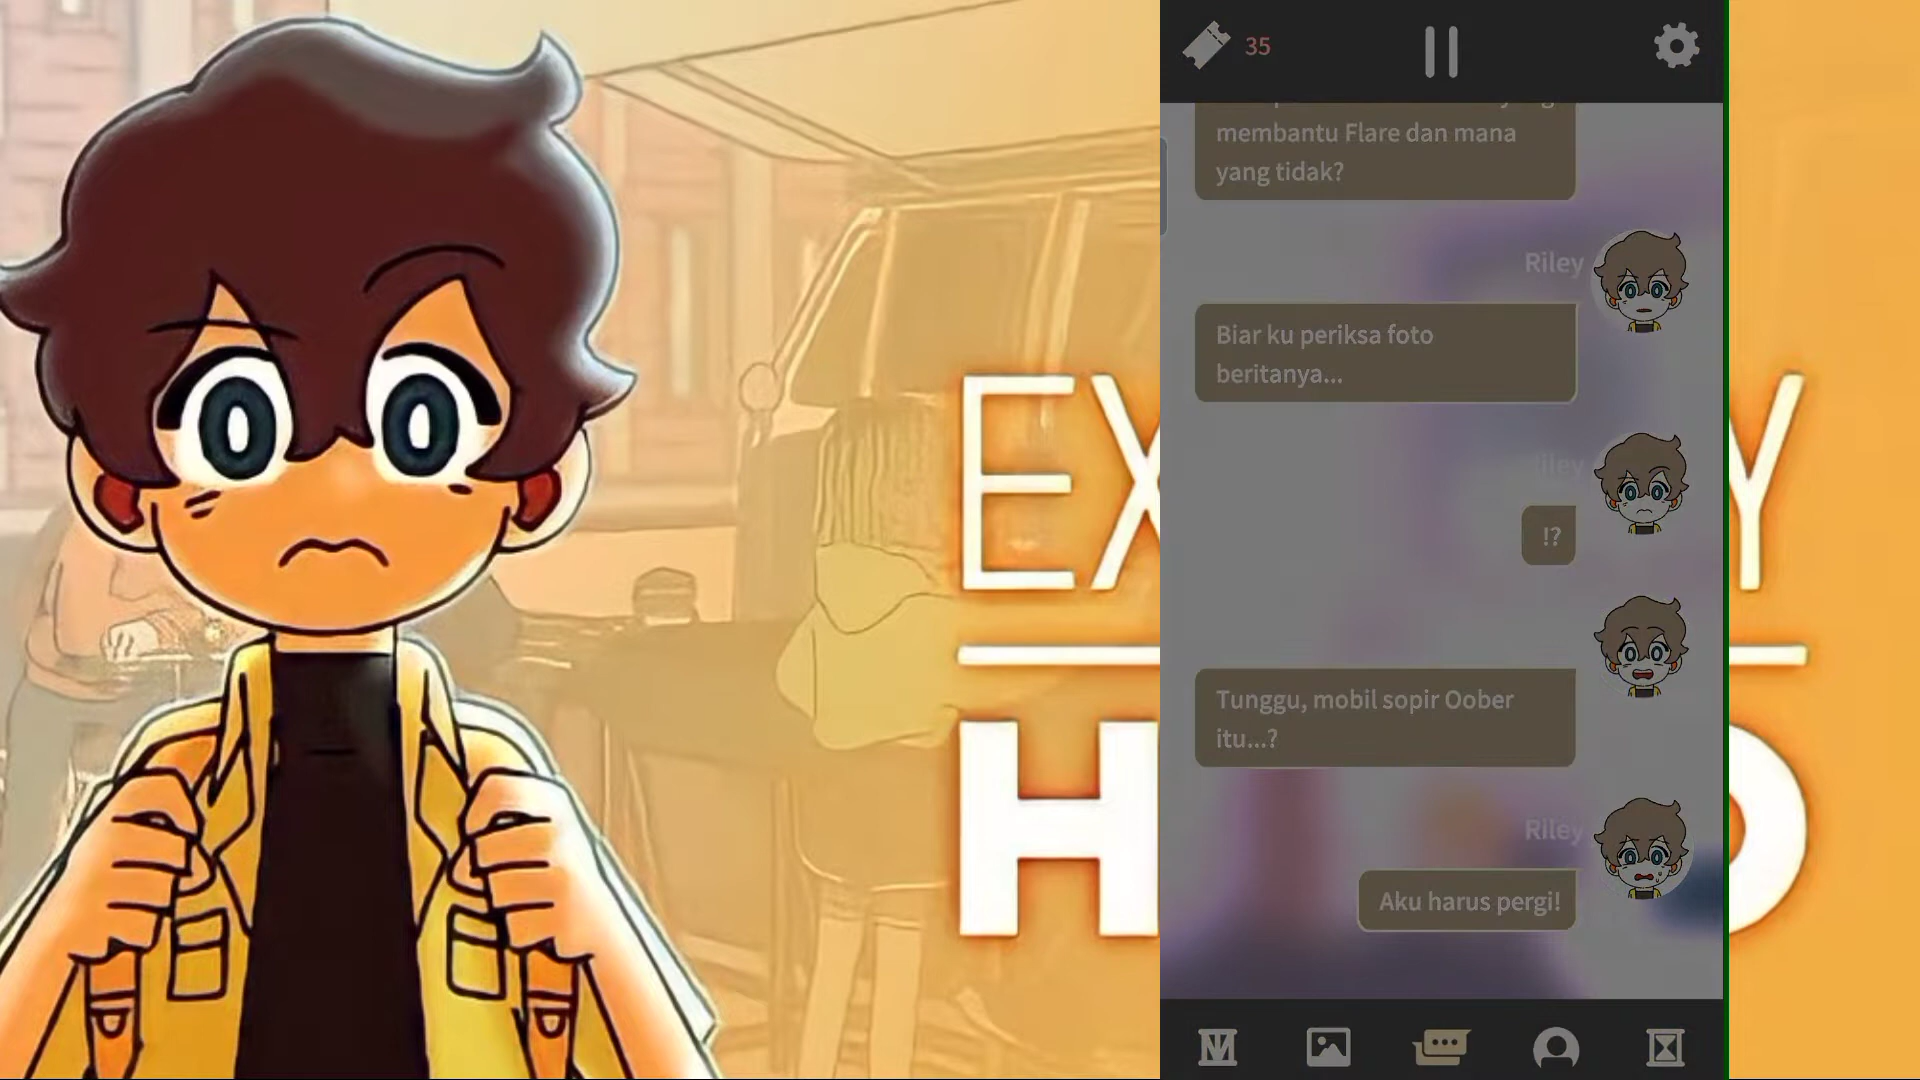 35
membantu Flare dan mana
yang tidak?
Riley
Biar ku periksa foto
beritanya...
Riley
!?
Tunggu, mobil sopir Oober
itu...?
Riley
Aku harus pergi!
EX
Y
H